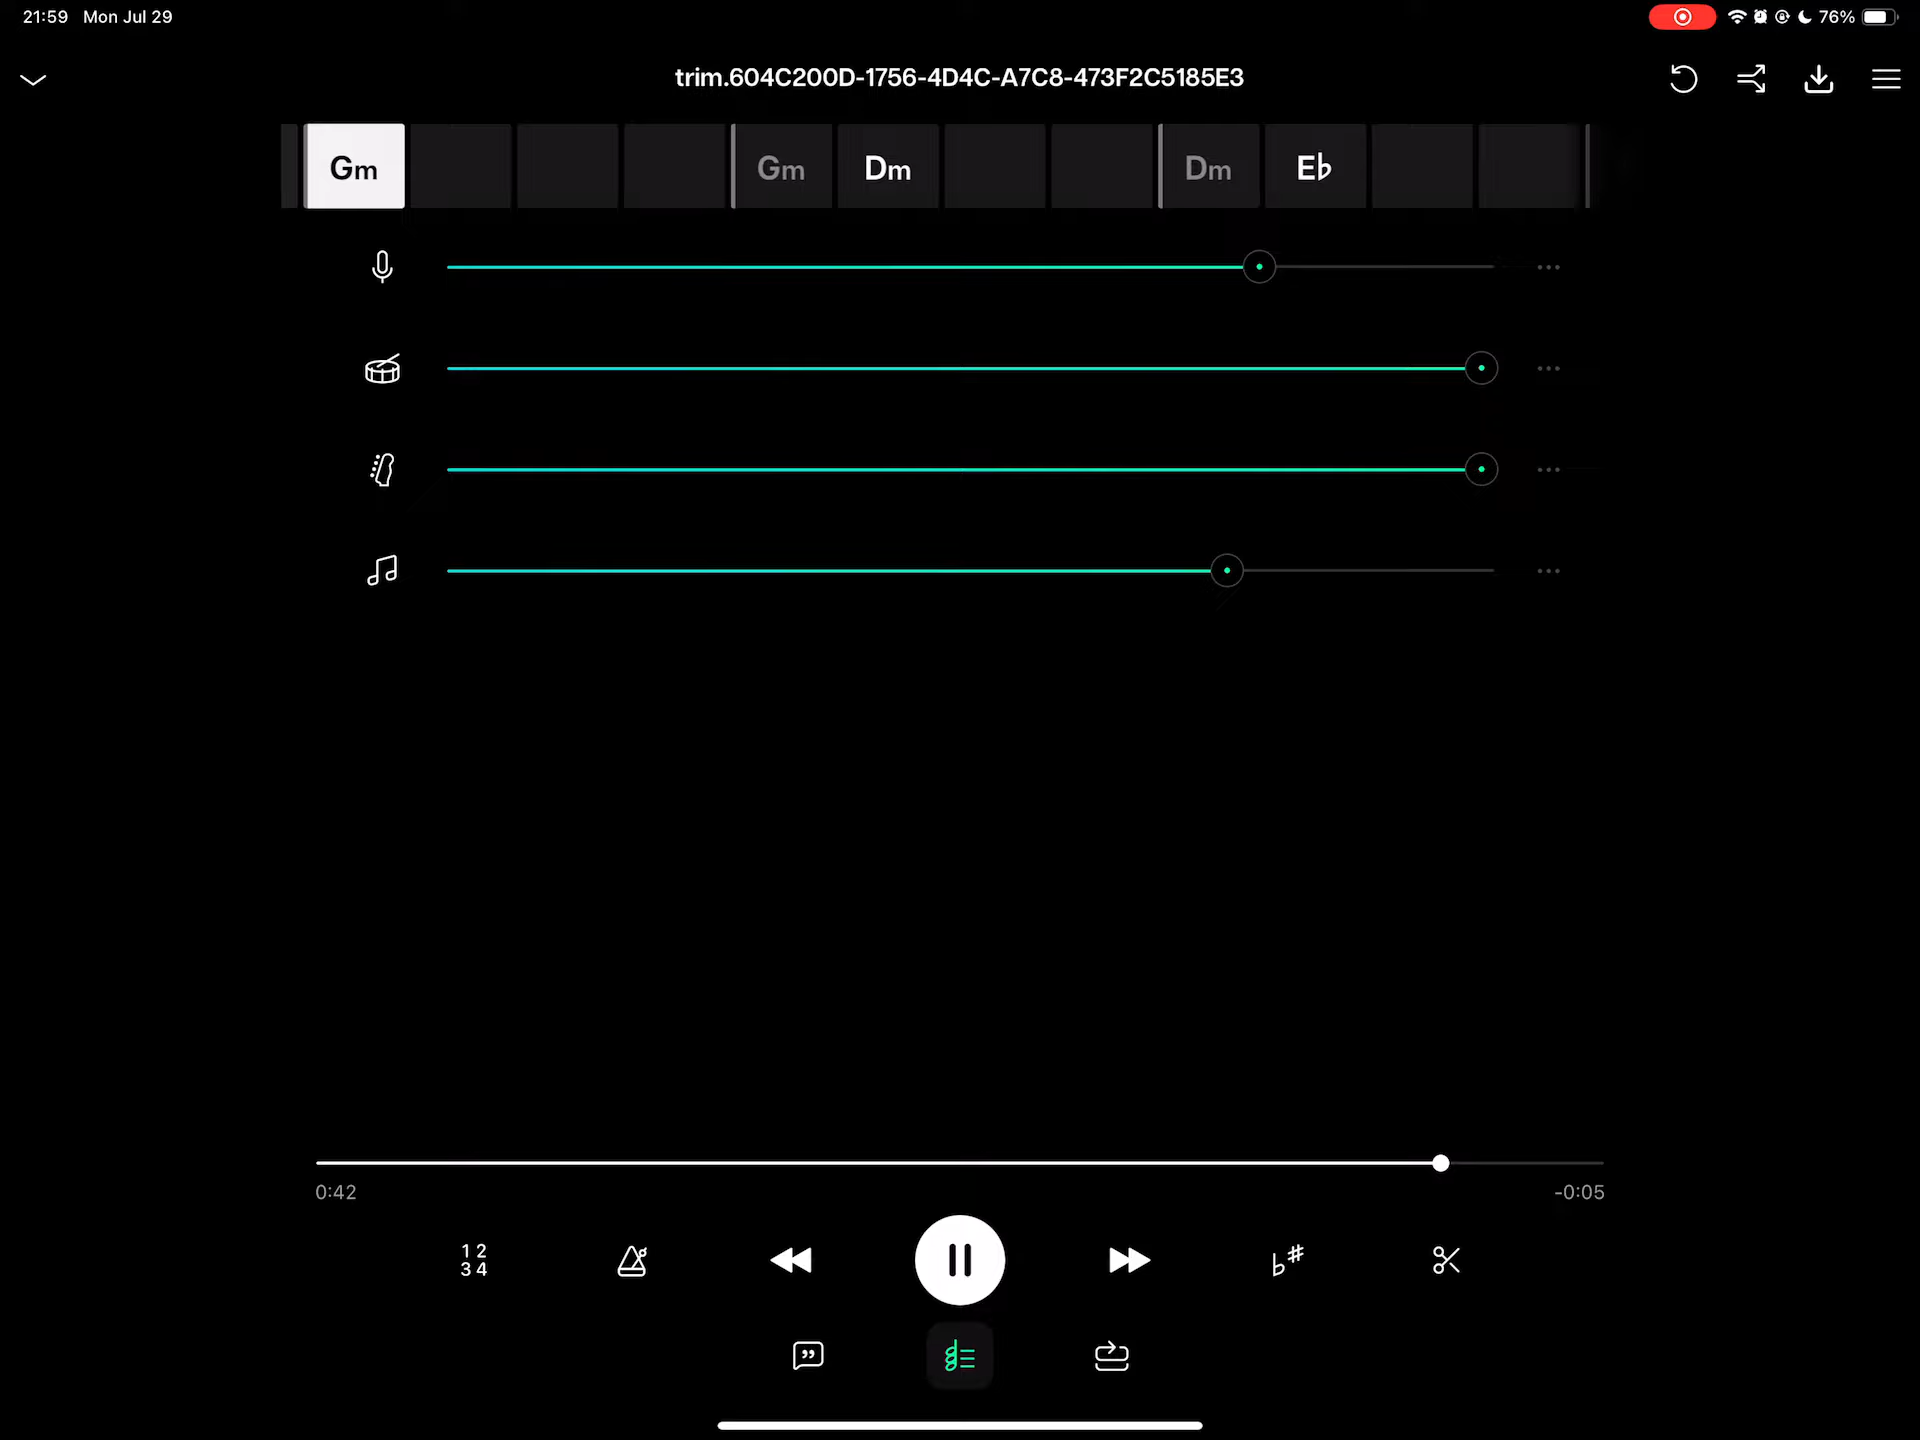 21:59 Mon Jul 29 76%
trim.604C200D-1756-4D4C-A7C8-473F2C5185E3
Gm Gm Dm Dm E♭
0:42 -0:05
1 2
3 4